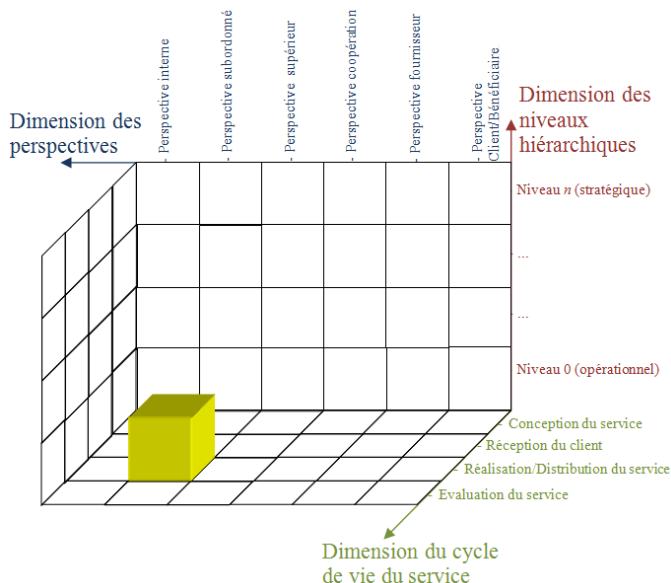 - Perspective interne
- Perspective subordonné
- Perspective supérieur
- Perspective coopération
- Perspective fournisseur
- Perspective
Client/Bénéficiaire
Dimension des
perspectives
Dimension des
niveaux
hiérarchiques
Niveau n (stratégique)
...
...
Niveau 0 (opérationnel)
- Conception du service
- Réception du client
- Réalisation/Distribution du service
- Evaluation du service
Dimension du cycle
de vie du service